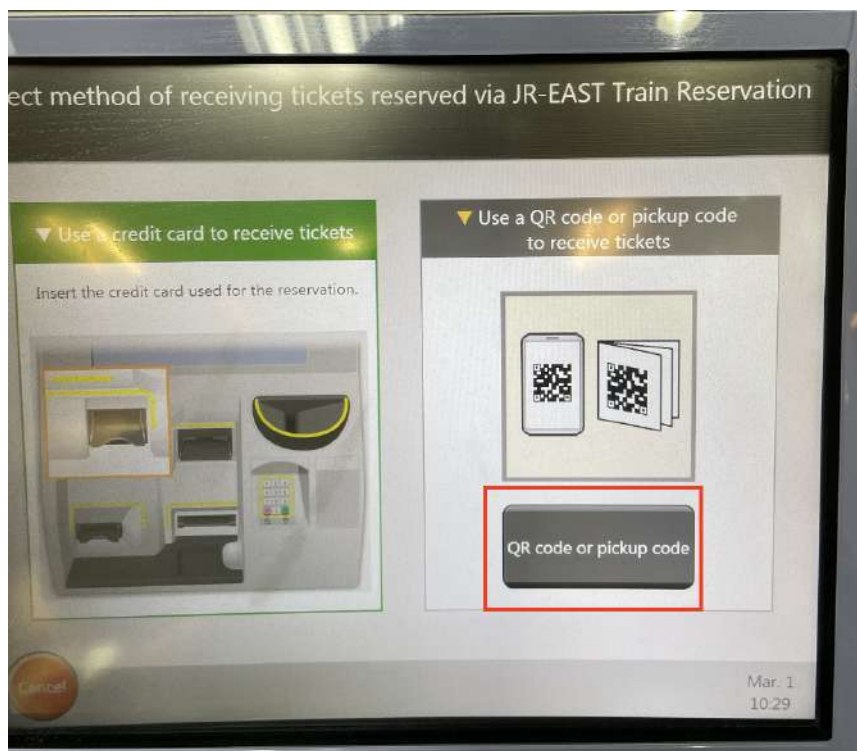 ect method of receiving tickets reserved via JR-EAST Train Reservation
▼ Use a credit card to receive tickets
Insert the credit card used for the reservation.
▼ Use a QR code or pickup code
to receive tickets
QR code or pickup code
Cancel
Mar. 1
10:29